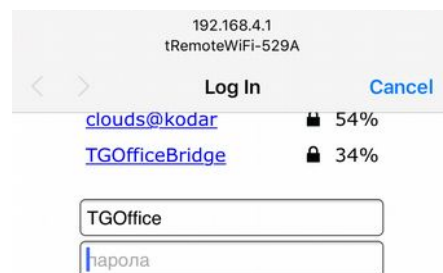 192.168.4.1
tRemoteWiFi-529A
Log In Cancel
clouds@kodar 54%
TGOfficeBridge 34%
TGOffice
парола